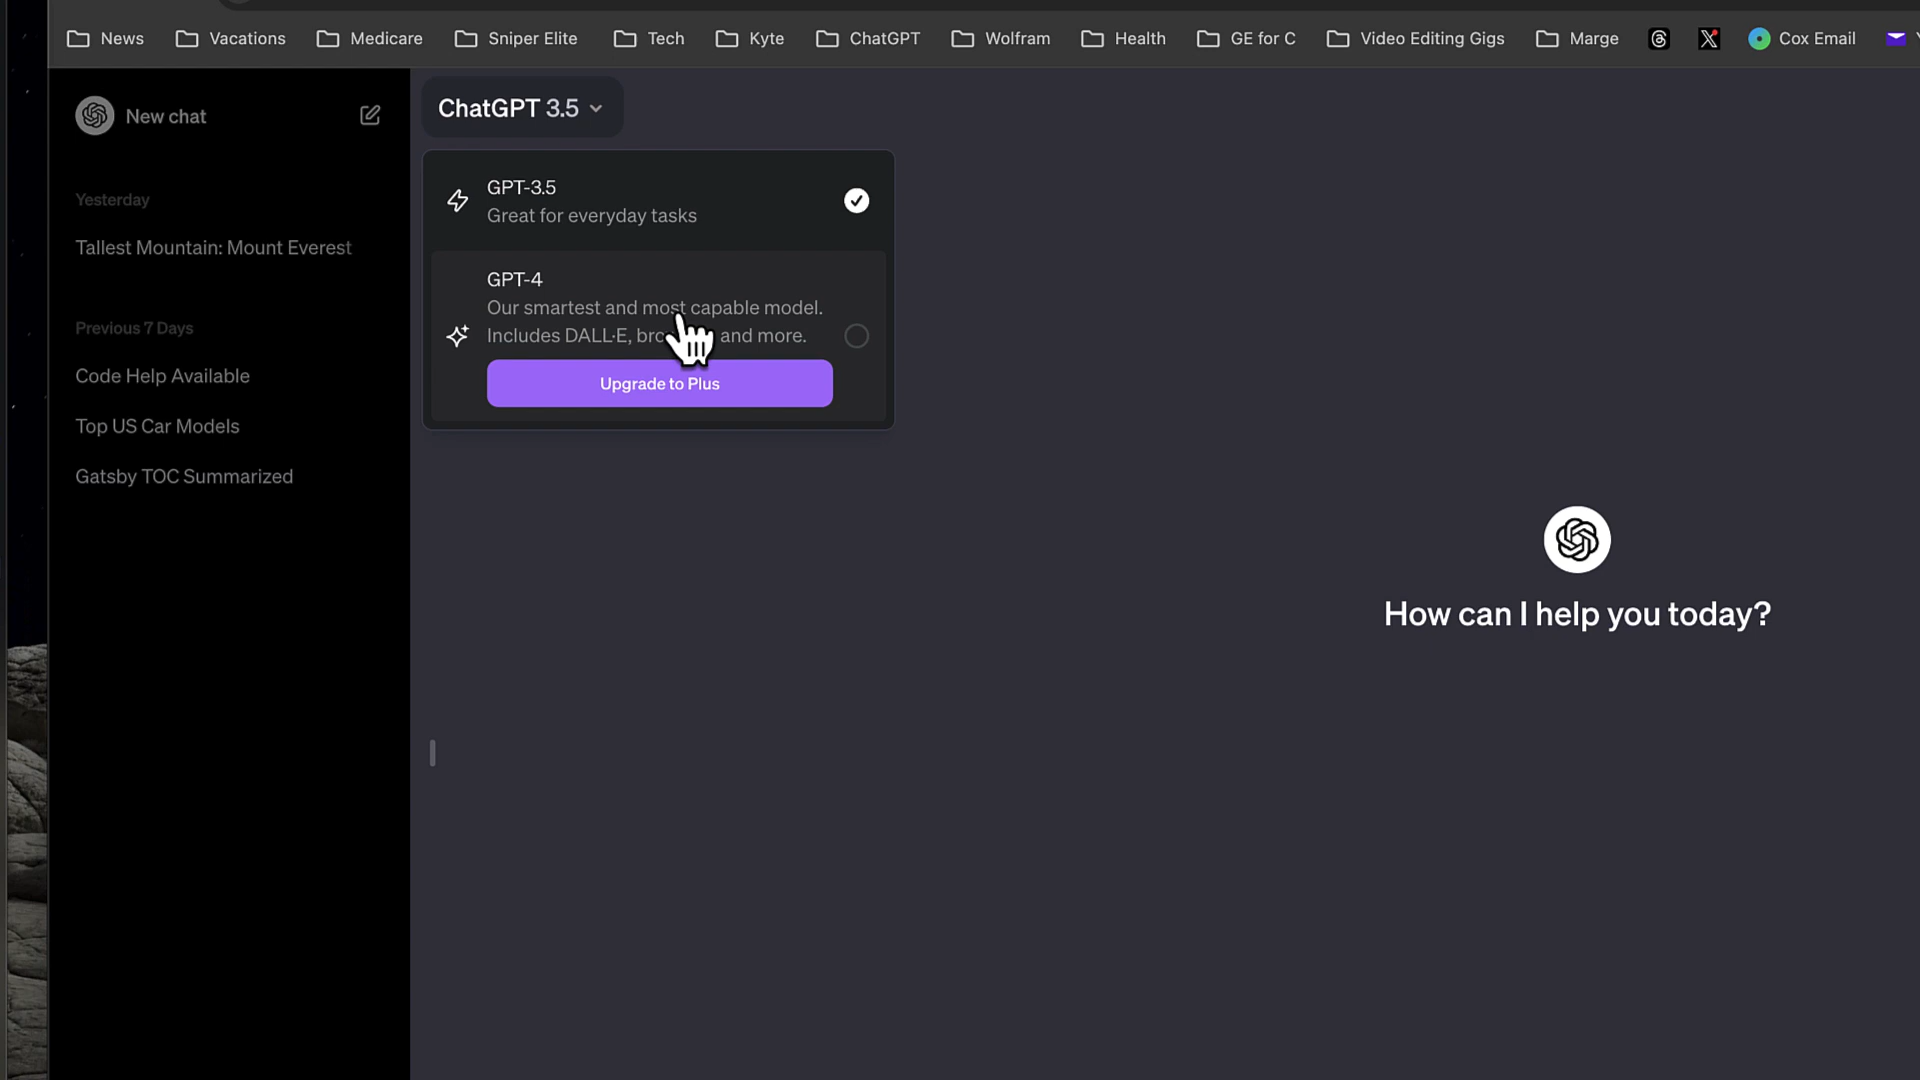 News Vacations Medicare Sniper Elite Tech Kyte ChatGPT Wolfram Health GE for C Video Editing Gigs Marge Cox Email
New chat
Yesterday
Tallest Mountain: Mount Everest
Previous 7 Days
Code Help Available
Top US Car Models
Gatsby TOC Summarized
ChatGPT 3.5
GPT-3.5
Great for everyday tasks
GPT-4
Our smartest and most capable model.
Includes DALL·E, and more.
Upgrade to Plus
How can I help you today?